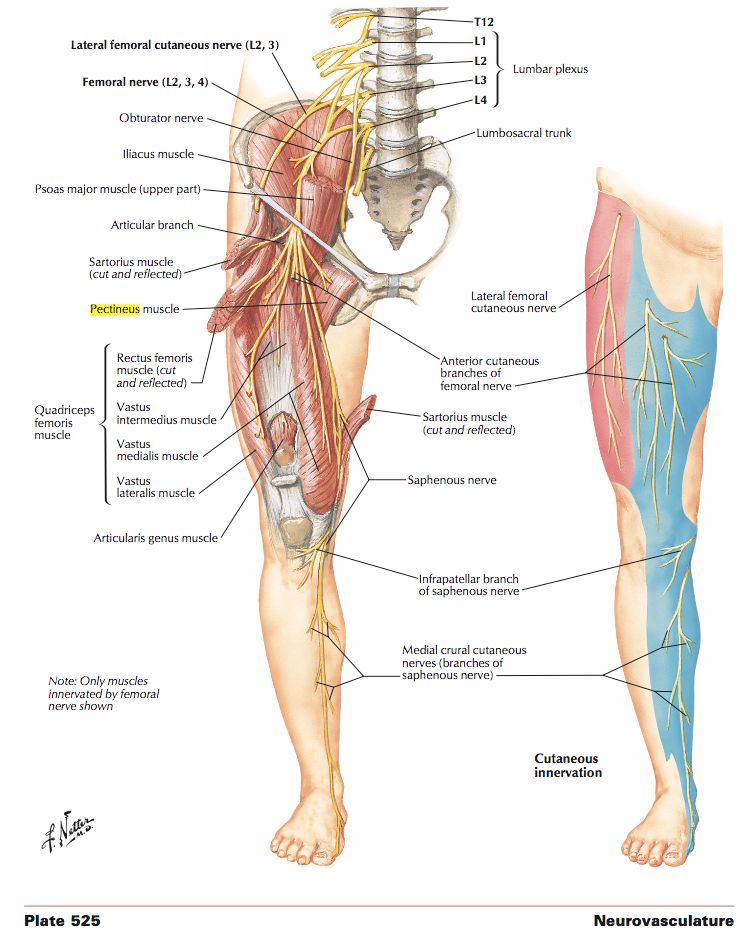 T12
Lateral femoral cutaneous nerve (L2, 3)
L1
L2
Lumbar plexus
Femoral nerve (L2, 3, 4)
L3
L4
Obturator nerve
Lumbosacral trunk
Iliacus muscle
Psoas major muscle (upper part)
Articular branch
Sartorius muscle
(cut and reflected)
Pectineus muscle
Lateral femoral
cutaneous nerve
Rectus femoris
muscle (cut
and reflected)
Anterior cutaneous
branches of
femoral nerve
Quadriceps
femoris
muscle
Vastus
intermedius muscle
Sartorius muscle
(cut and reflected)
Vastus
medialis muscle
Vastus
lateralis muscle
Saphenous nerve
Articularis genus muscle
Infrapatellar branch
of saphenous nerve
Medial crural cutaneous
nerves (branches of
saphenous nerve)
Note: Only muscles
innervated by femoral
nerve shown
Cutaneous
innervation
F. Netter
M.D.
Plate 525
Neurovasculature